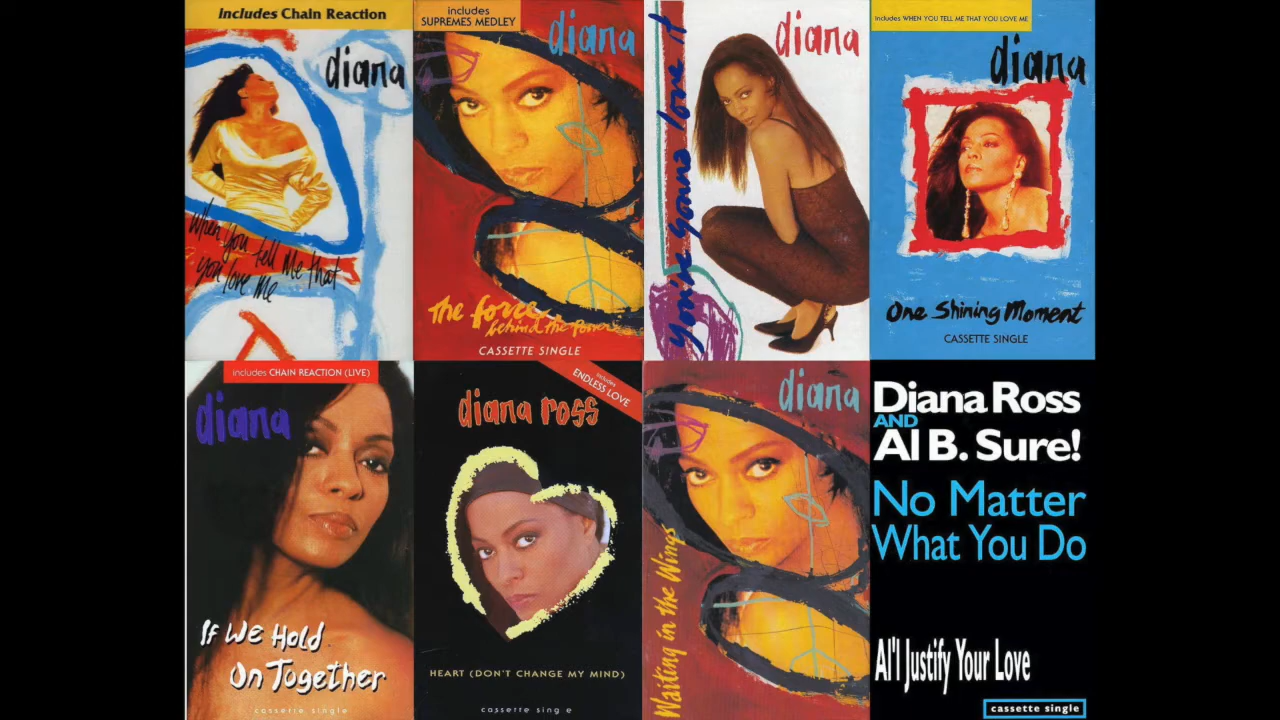 includes Chain Reaction
diana
When You tell Me that
you love Me
includes
SUPREMES MEDLEY
diana
The force
behind the Power
CASSETTE SINGLE
diana
you're gonna love it
includes WHEN YOU TELL ME THAT YOU LOVE ME
diana
One Shining Moment
CASSETTE SINGLE
includes CHAIN REACTION (LIVE)
diana
If We Hold
On Together
cassette single
includes
ENDLESS LOVE
diana ross
HEART (DON'T CHANGE MY MIND)
cassette sing e
diana
Waiting in the Wings
Diana Ross
AND
Al B. Sure!
No Matter
What You Do
Al'l Justify Your Love
cassette single